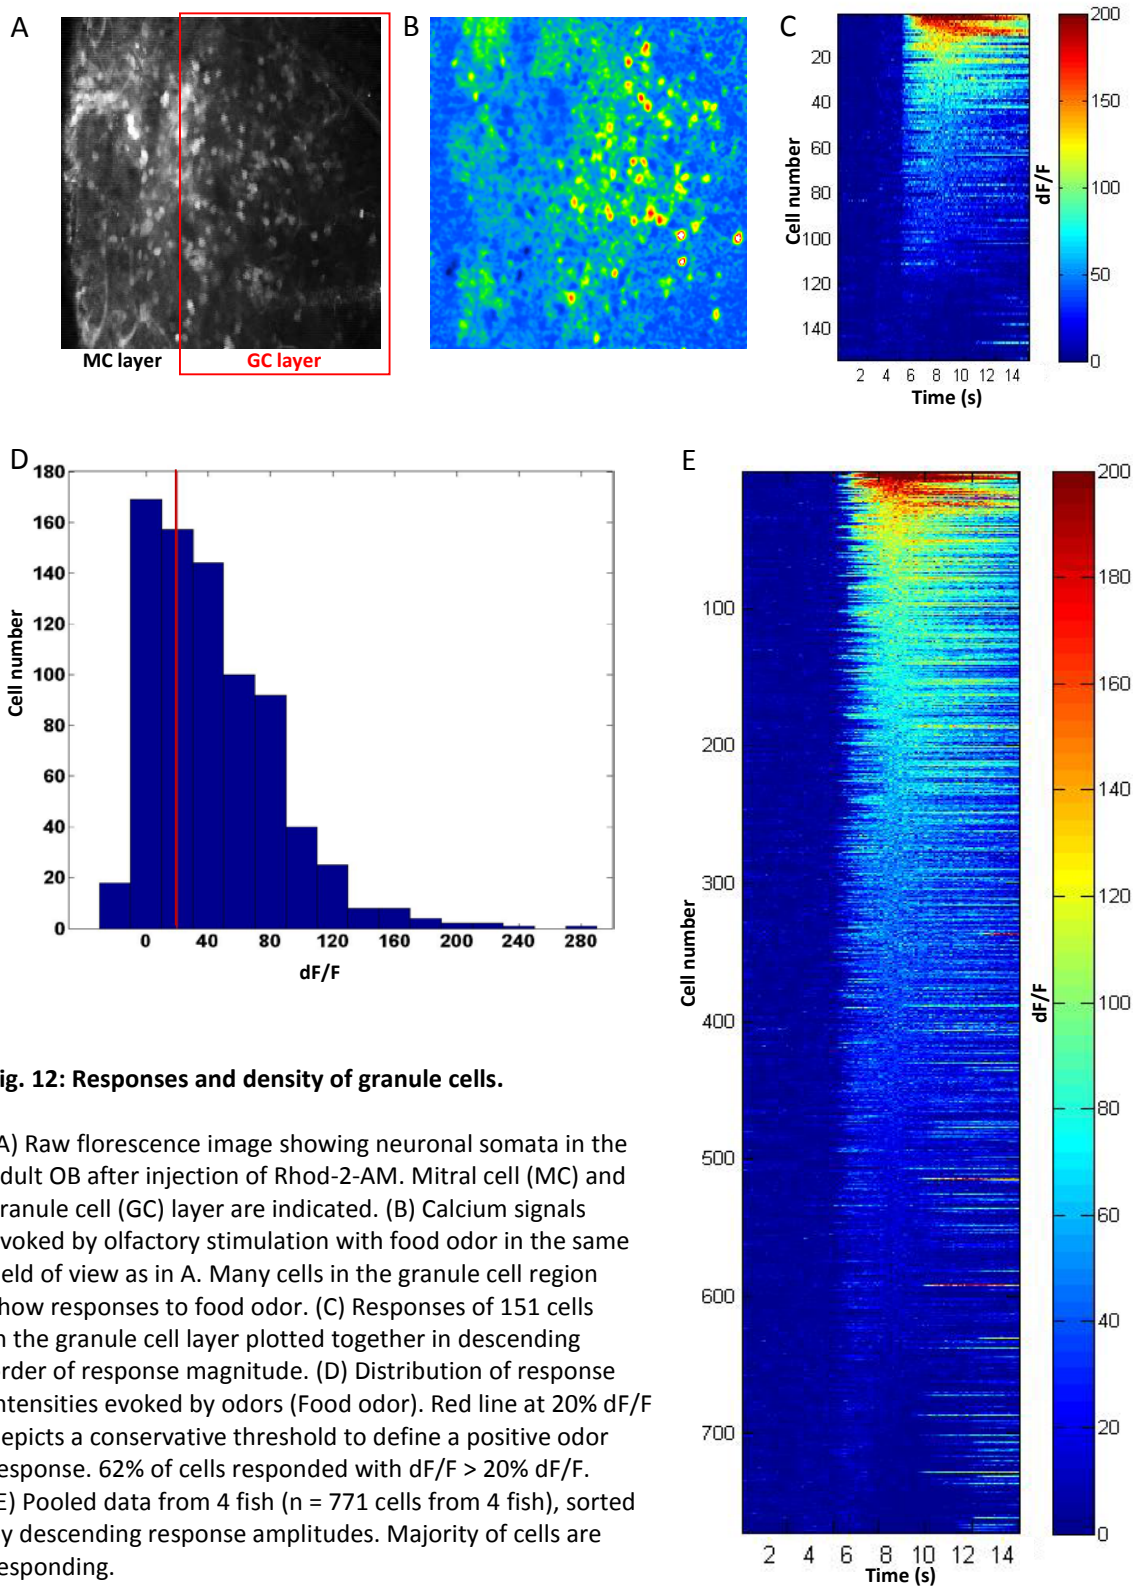 A
B
C
MC layer
GC layer
Cell number
20
40
60
80
100
120
140
2 4 6 8 10 12 14
Time (s)
dF/F
200
150
100
50
0
D
Cell number
180
160
140
120
100
80
60
40
20
0
0 40 80 120 160 200 240 280
dF/F
E
Cell number
100
200
300
400
500
600
700
2 4 6 8 10 12 14
Time (s)
dF/F
200
180
160
180
160
140
120
100
80
60
40
20
0
ig. 12: Responses and density of granule cells.
A) Raw florescence image showing neuronal somata in the
dult OB after injection of Rhod-2-AM. Mitral cell (MC) and
ranule cell (GC) layer are indicated. (B) Calcium signals
voked by olfactory stimulation with food odor in the same
ield of view as in A. Many cells in the granule cell region
how responses to food odor. (C) Responses of 151 cells
n the granule cell layer plotted together in descending
rder of response magnitude. (D) Distribution of response
ntensities evoked by odors (Food odor). Red line at 20% dF/F
epicts a conservative threshold to define a positive odor
esponse. 62% of cells responded with dF/F > 20% dF/F.
E) Pooled data from 4 fish (n = 771 cells from 4 fish), sorted
y descending response amplitudes. Majority of cells are
esponding.